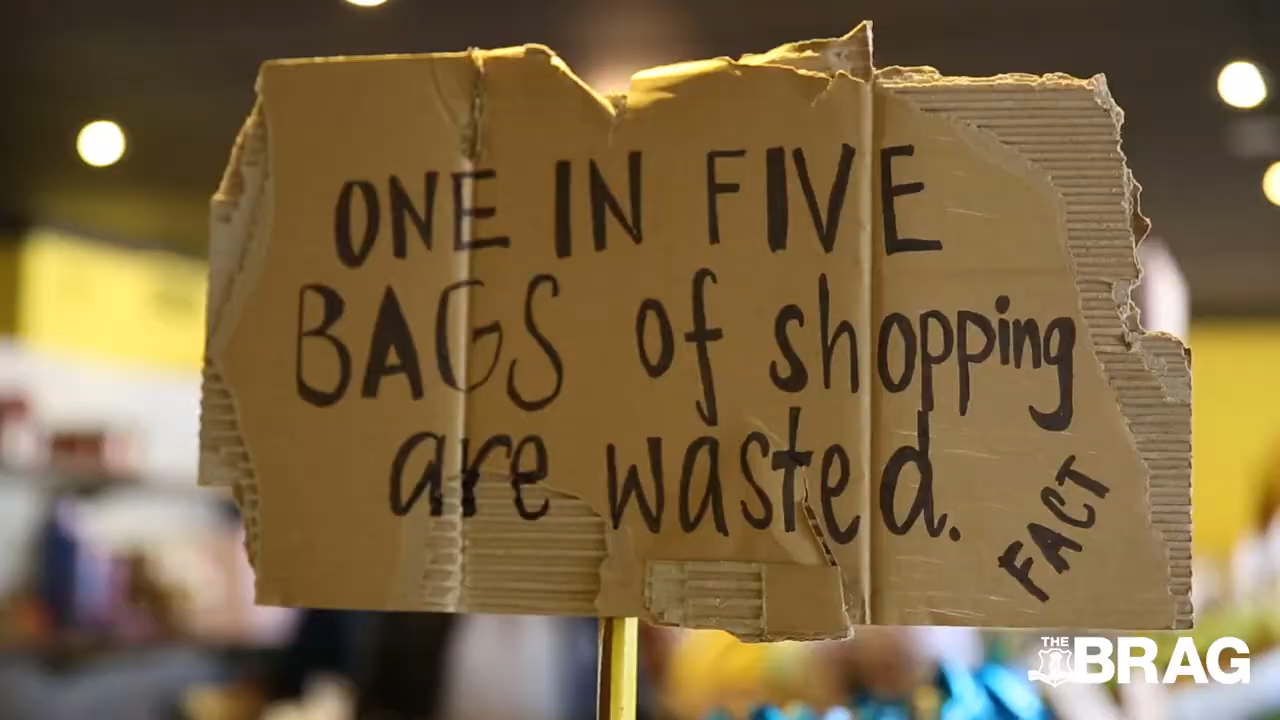 ONE IN FIVE
BAGS of shopping
are wasted.
FACT
THE BRAG